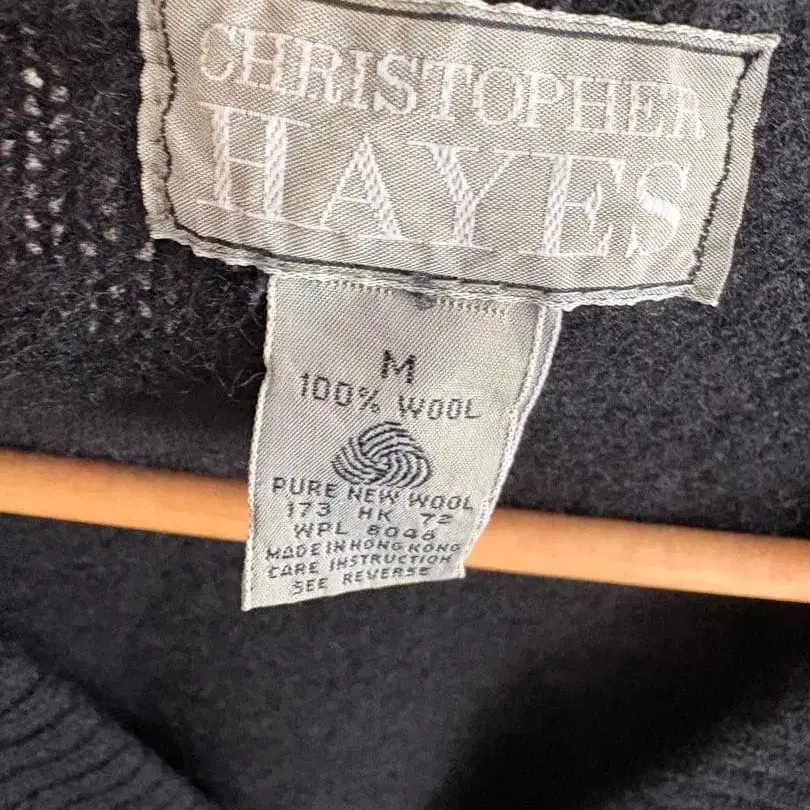 CHRISTOPHER
HAYES
M
100% WOOL
PURE NEW WOOL
173 HK 72
WPL 8046
MADE IN HONG KONG
CARE INSTRUCTION
SEE REVERSE